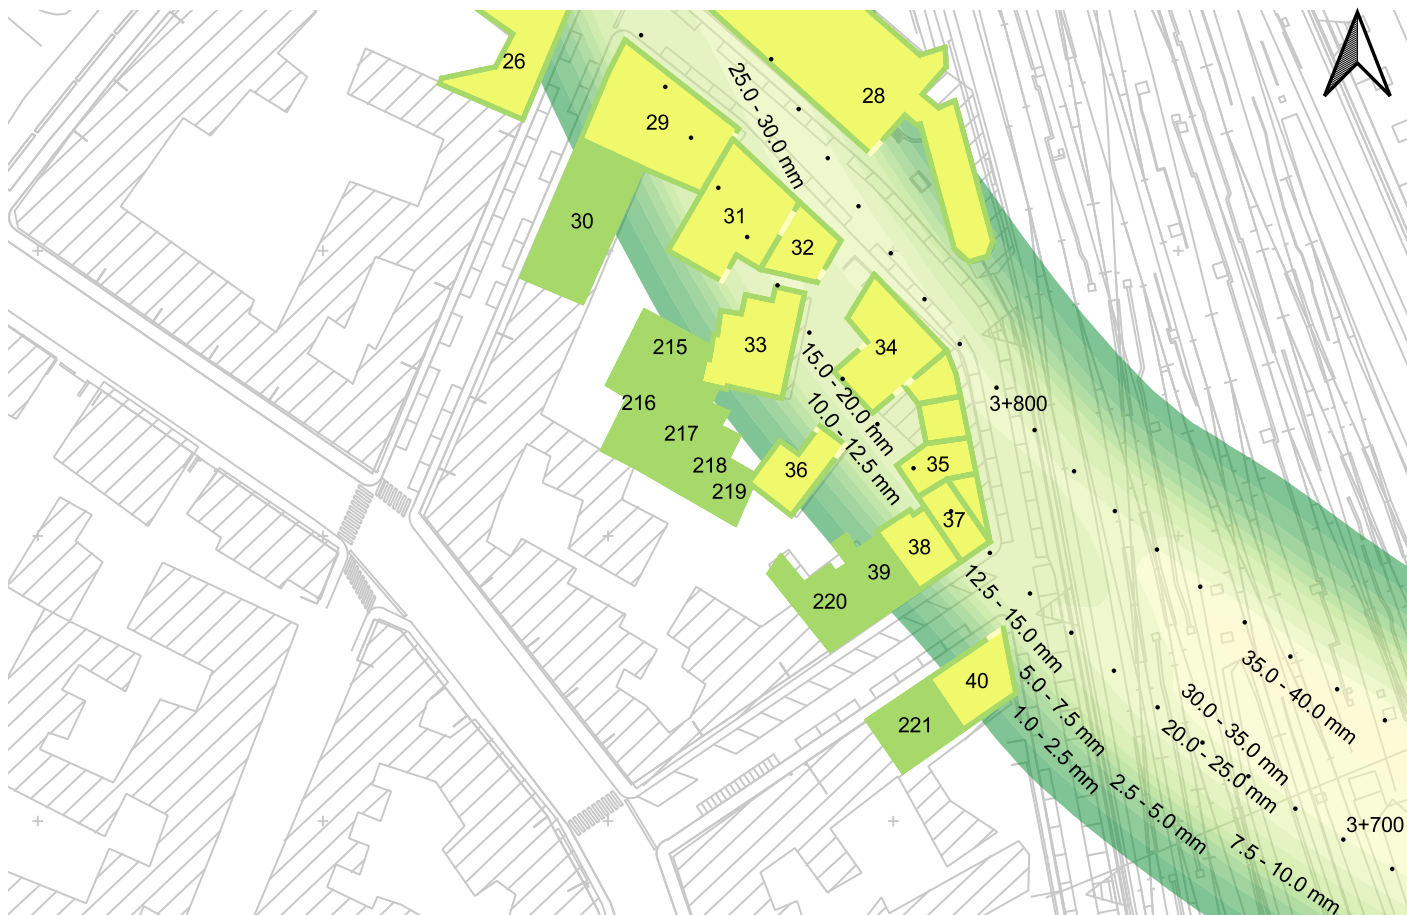 26
28
25.0 - 30.0 mm
29
30
31
32
33
34
215
216
217
218
219
15.0 - 20.0 mm
10.0 - 12.5 mm
3+800
35
36
37
38
39
220
12.5 - 15.0 mm
40
221
5.0 - 7.5 mm
1.0 - 2.5 mm
2.5 - 5.0 mm
35.0 - 40.0 mm
30.0 - 35.0 mm
20.0 - 25.0 mm
3+700
7.5 - 10.0 mm